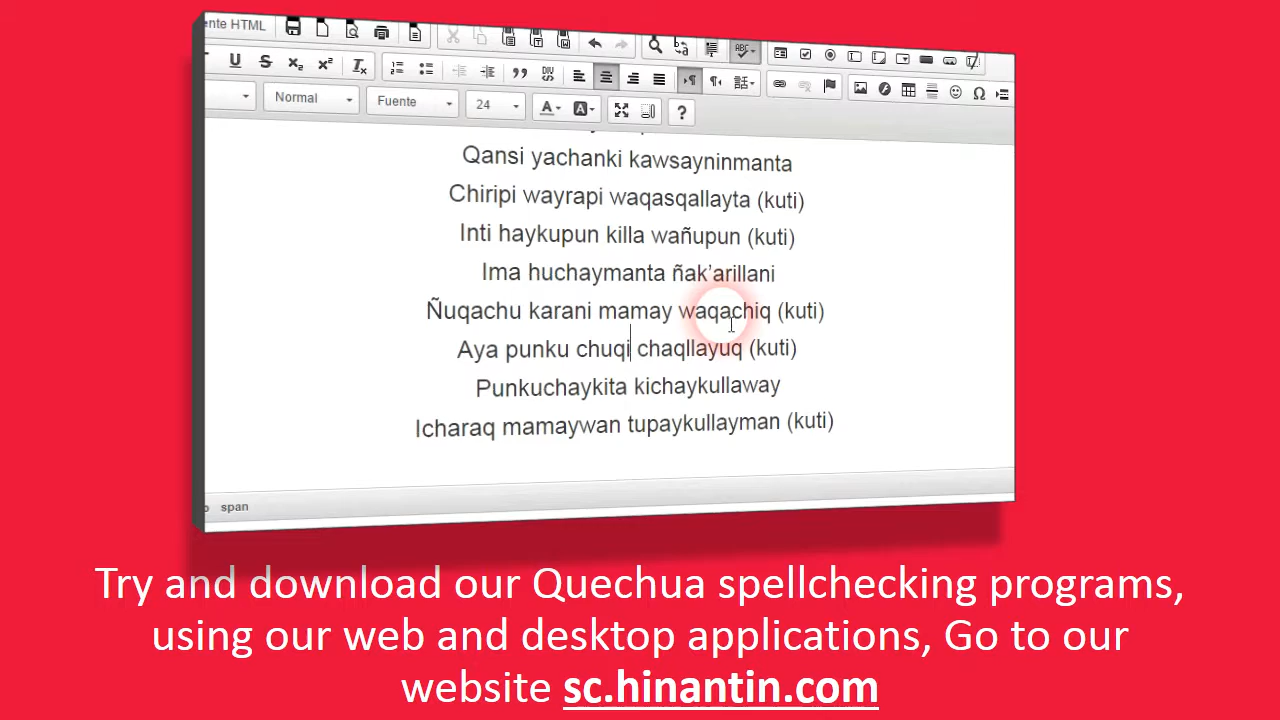 ente HTML
Normal Fuente 24
Qansi yachanki kawsayninmanta
Chiripi wayrapi waqasqallayta (kuti)
Inti haykupun killa wañupun (kuti)
Ima huchaymanta ñak'arillani
Ñuqachu karani mamay waqachiq (kuti)
Aya punku chuqi chaqllayuq (kuti)
Punkuchaykita kichaykullaway
Icharaq mamaywan tupaykullayman (kuti)
span
Try and download our Quechua spellchecking programs,
using our web and desktop applications, Go to our
website sc.hinantin.com